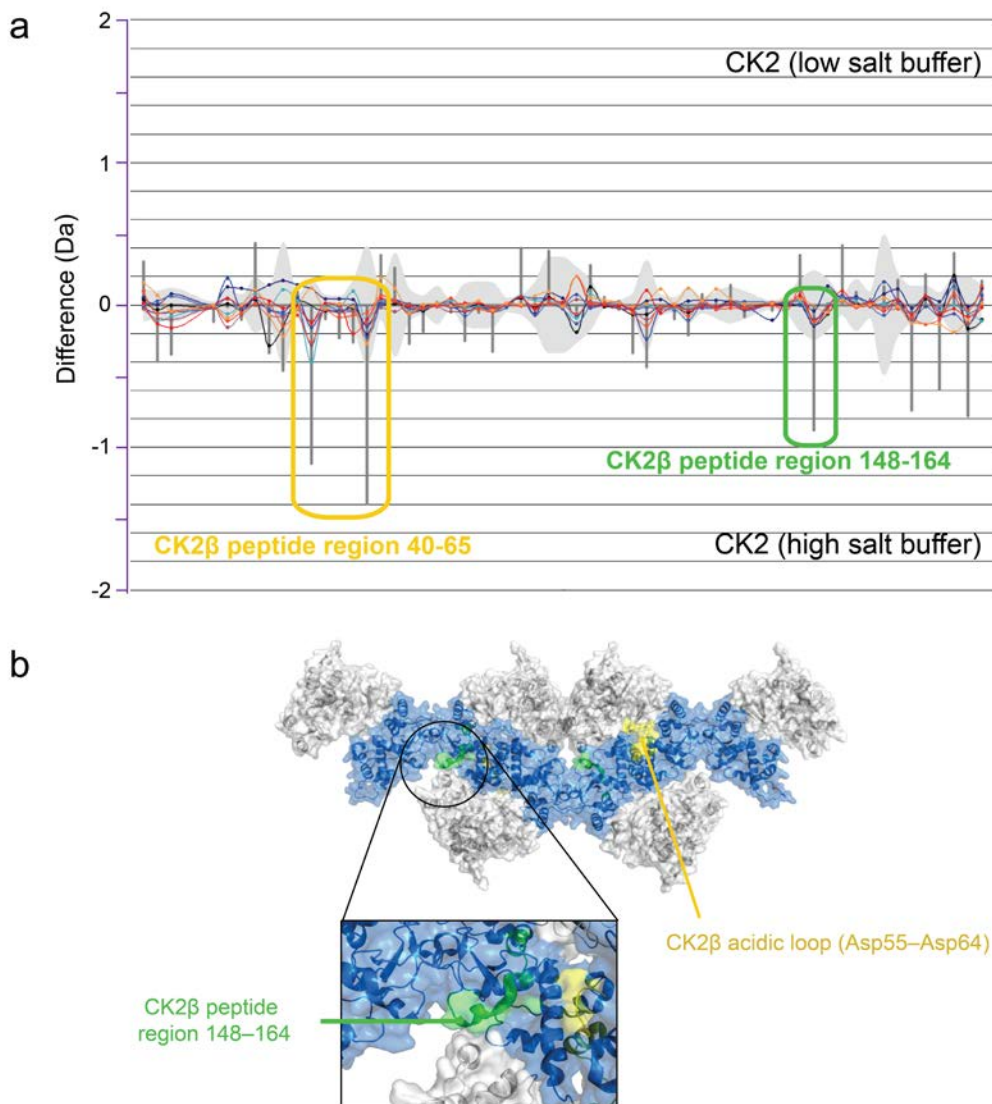 a
2
CK2 (low salt buffer)
1
Difference (Da)
0
-1
CK2β peptide region 148-164
CK2β peptide region 40-65
CK2 (high salt buffer)
-2
b
CK2β acidic loop (Asp55–Asp64)
CK2β peptide
region 148–164